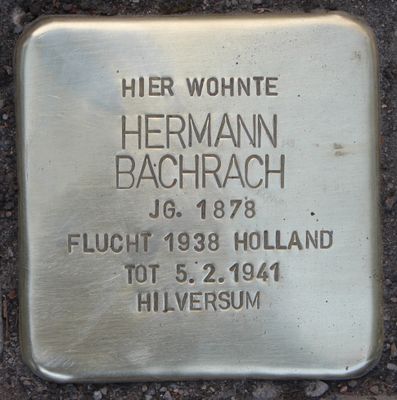 HIER WOHNTE
HERMANN
BACHRACH
JG. 1878
FLUCHT 1938 HOLLAND
TOT 5.2.1941
HILVERSUM